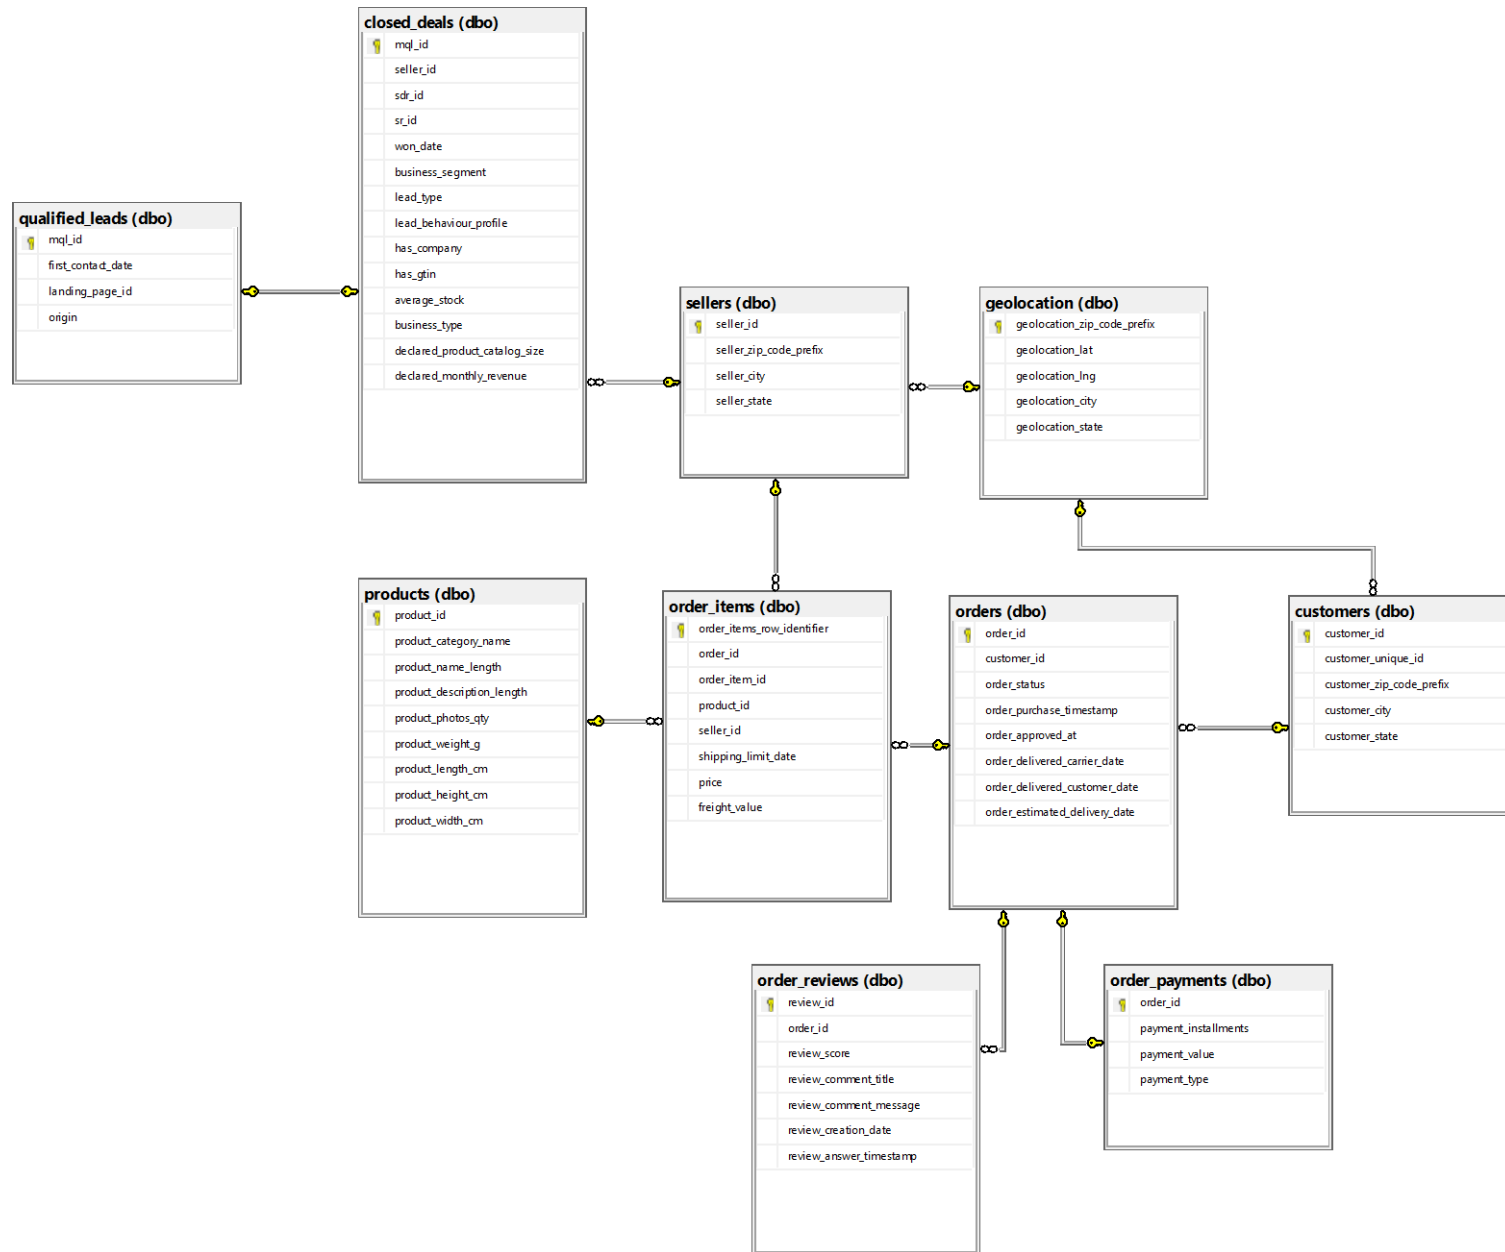 closed_deals (dbo)
mql_id
seller_id
sdr_id
sr_id
won_date
business_segment
lead_type
lead_behaviour_profile
has_company
has_gtin
average_stock
business_type
declared_product_catalog_size
declared_monthly_revenue
qualified_leads (dbo)
mql_id
first_contact_date
landing_page_id
origin
sellers (dbo)
seller_id
seller_zip_code_prefix
seller_city
seller_state
geolocation (dbo)
geolocation_zip_code_prefix
geolocation_lat
geolocation_lng
geolocation_city
geolocation_state
products (dbo)
product_id
product_category_name
product_name_length
product_description_length
product_photos_qty
product_weight_g
product_length_cm
product_height_cm
product_width_cm
order_items (dbo)
order_items_row_identifier
order_id
order_item_id
product_id
seller_id
shipping_limit_date
price
freight_value
orders (dbo)
order_id
customer_id
order_status
order_purchase_timestamp
order_approved_at
order_delivered_carrier_date
order_delivered_customer_date
order_estimated_delivery_date
customers (dbo)
customer_id
customer_unique_id
customer_zip_code_prefix
customer_city
customer_state
order_reviews (dbo)
review_id
order_id
review_score
review_comment_title
review_comment_message
review_creation_date
review_answer_timestamp
order_payments (dbo)
order_id
payment_installments
payment_value
payment_type